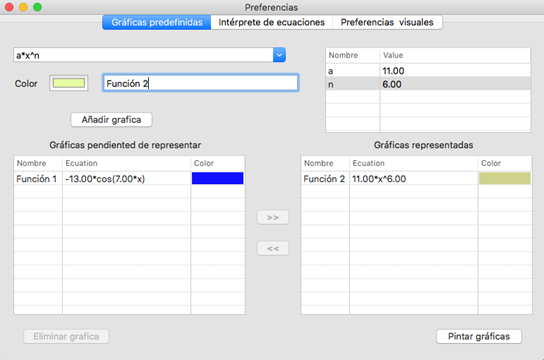 Preferencias
Gráficas predefinidas Intérprete de ecuaciones Preferencias visuales
a*x^n
Nombre Value
a 11.00
n 6.00
Color Función 2
Añadir grafica
Gráficas pendiented de representar
Gráficas representadas
Nombre Ecuation Color
Función 1 -13.00*cos(7.00*x)
Nombre Ecuation Color
Función 2 11.00*x^6.00
>>
<<
Eliminar grafica
Pintar gráficas